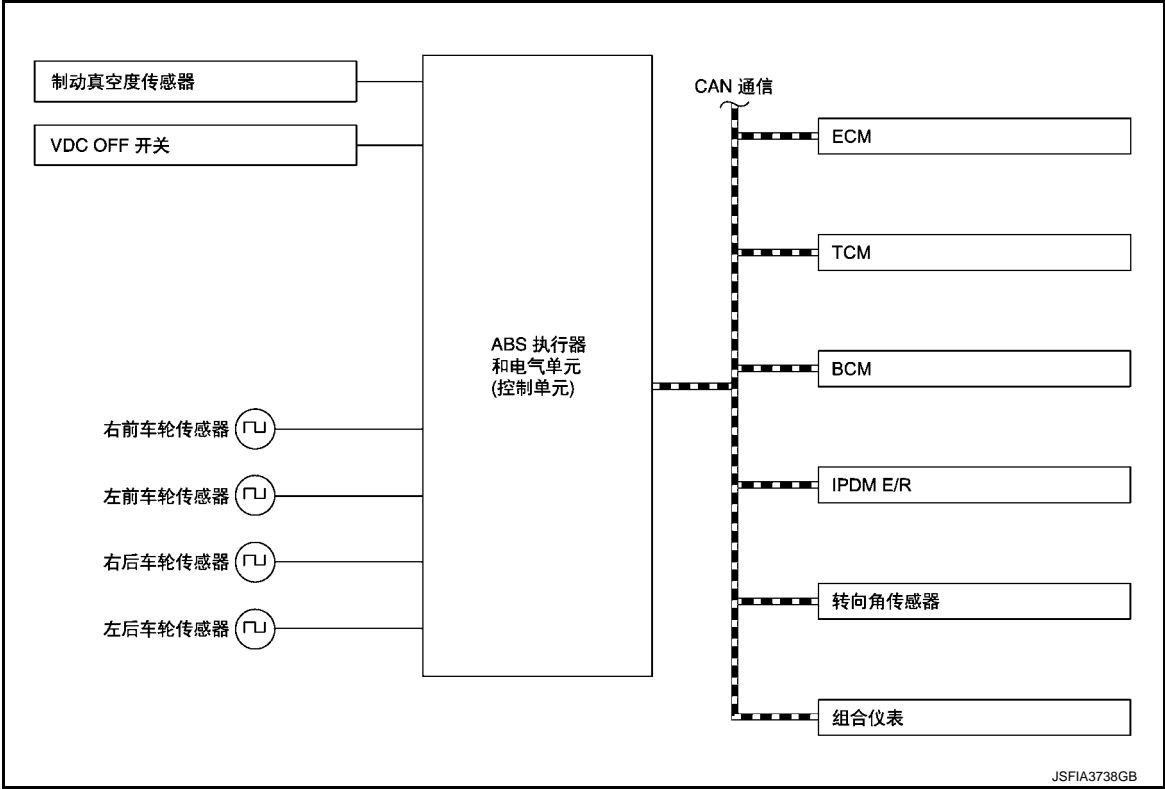 制动真空度传感器
VDC OFF 开关
ABS 执行器
和电气单元
(控制单元)
右前车轮传感器
左前车轮传感器
右后车轮传感器
左后车轮传感器
CAN 通信
ECM
TCM
BCM
IPDM E/R
转向角传感器
组合仪表
JSFIA3738GB